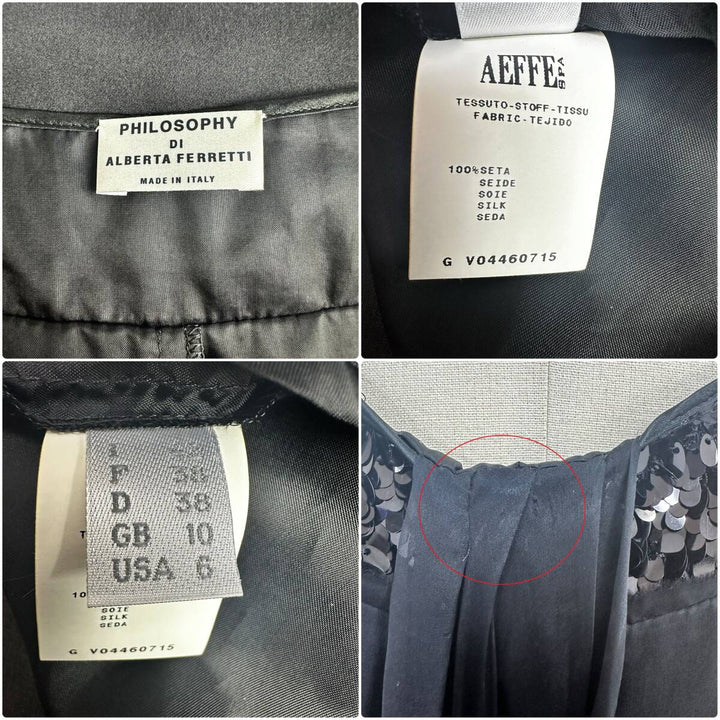 PHILOSOPHY
DI
ALBERTA FERRETTI
MADE IN ITALY
AEFFE SPA
TESSUTO-STOFF-TISSU
FABRIC-TEJIDO
100%SETA
SEIDE
SOIE
SILK
SEDA
G V04460715
F 38
D 38
GB 10
USA 6
SOIE
SILK
SEDA
G V04460715